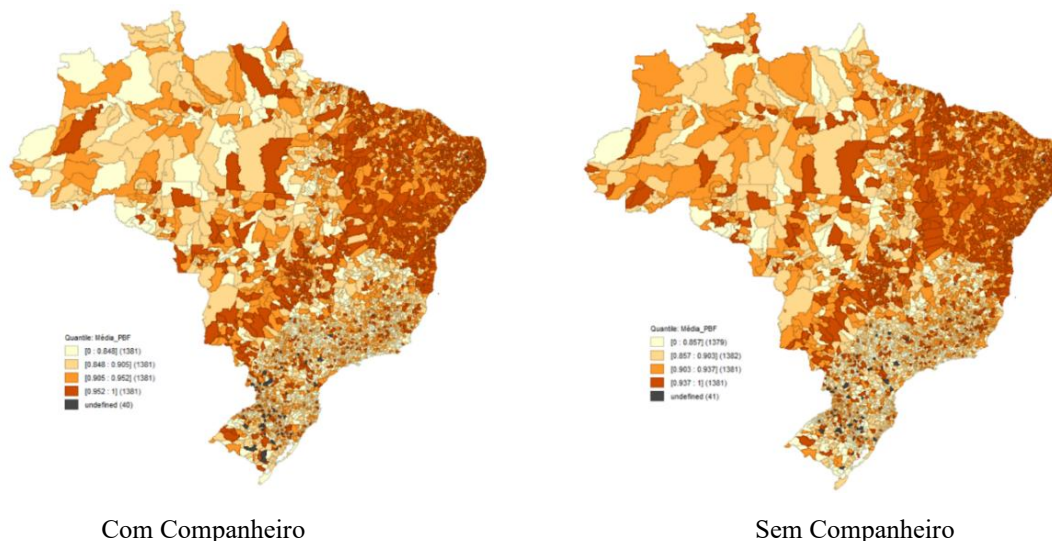 Quantile: Média_PBF
[0 : 0.848] (1381)
[0.848 : 0.905] (1381)
[0.905 : 0.952] (1381)
[0.952 : 1] (1381)
undefined (40)
Quantile: Média_PBF
[0 : 0.857] (1379)
[0.857 : 0.903] (1382)
[0.903 : 0.937] (1381)
[0.937 : 1] (1381)
undefined (41)
Com Companheiro
Sem Companheiro